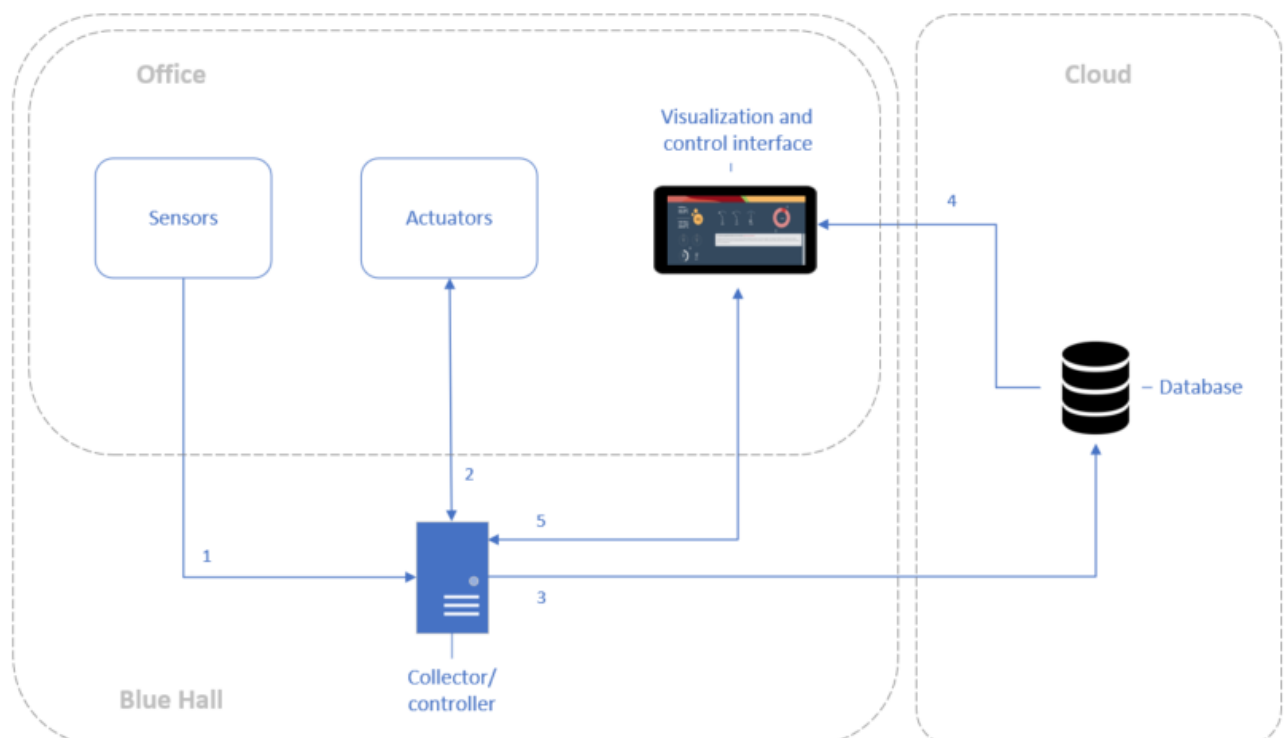 Office
Cloud
Visualization and
control interface
Sensors
Actuators
4
Database
2
5
1
3
Collector/
controller
Blue Hall